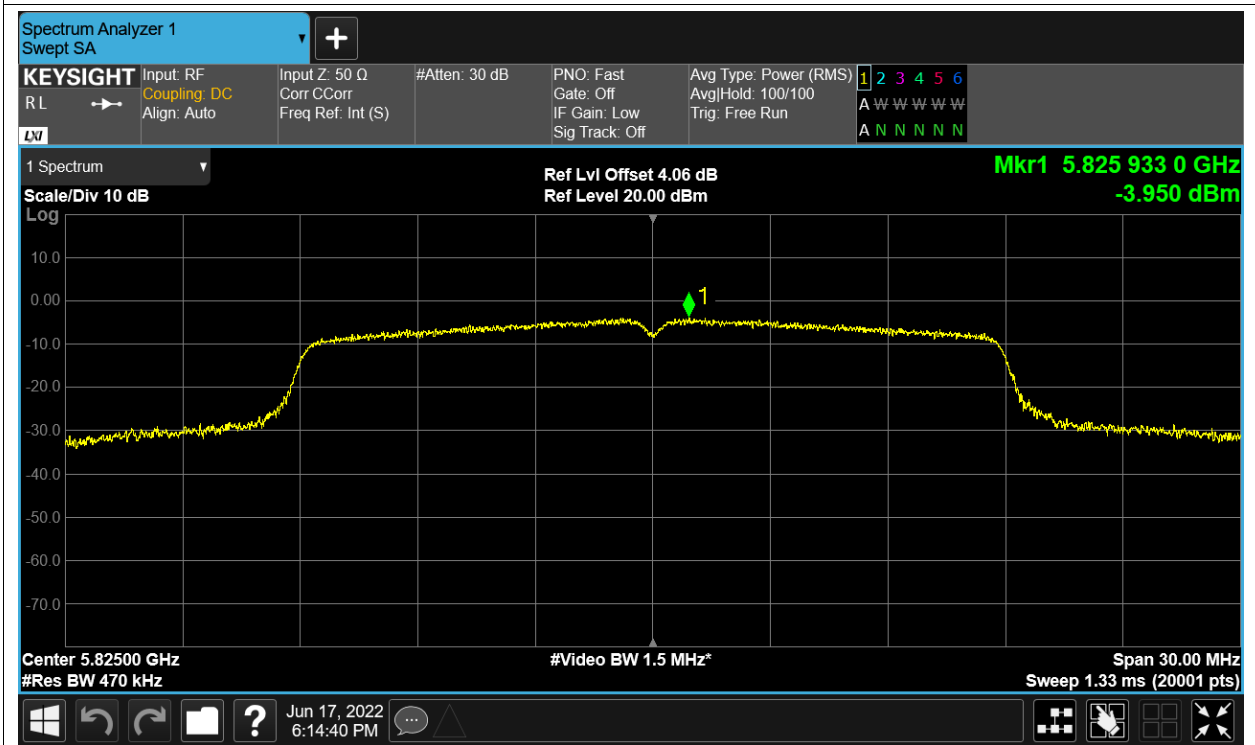 Spectrum Analyzer 1
Swept SA
+
KEYSIGHT
R L
LXI
Input: RF
Coupling: DC
Align: Auto
Input Z: 50 Ω
Corr CCorr
Freq Ref: Int (S)
#Atten: 30 dB
PNO: Fast
Gate: Off
IF Gain: Low
Sig Track: Off
Avg Type: Power (RMS)
Avg|Hold: 100/100
Trig: Free Run
1 2 3 4 5 6
A W W W W W
A N N N N N
1 Spectrum
Scale/Div 10 dB
Log
Ref Lvl Offset 4.06 dB
Ref Level 20.00 dBm
Mkr1 5.825 933 0 GHz
-3.950 dBm
10.0
0.00
1
-10.0
-20.0
-30.0
-40.0
-50.0
-60.0
-70.0
Center 5.82500 GHz
#Res BW 470 kHz
#Video BW 1.5 MHz*
Span 30.00 MHz
Sweep 1.33 ms (20001 pts)
?
Jun 17, 2022
6:14:40 PM